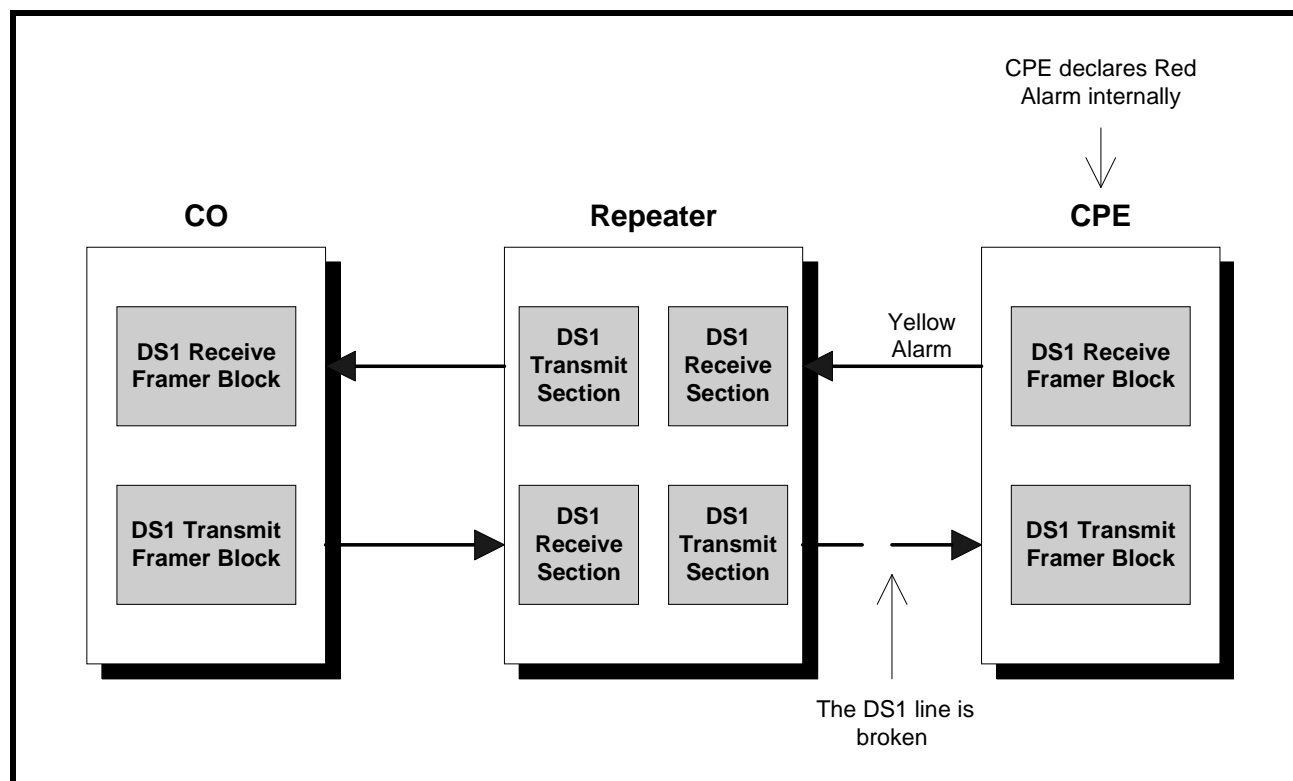 CPE declares Red
Alarm internally
CO
Repeater
CPE
DS1 Receive
Framer Block
DS1
Transmit
Section
DS1
Receive
Section
Yellow
Alarm
DS1 Receive
Framer Block
DS1 Transmit
Framer Block
DS1
Receive
Section
DS1
Transmit
Section
DS1 Transmit
Framer Block
The DS1 line is
broken